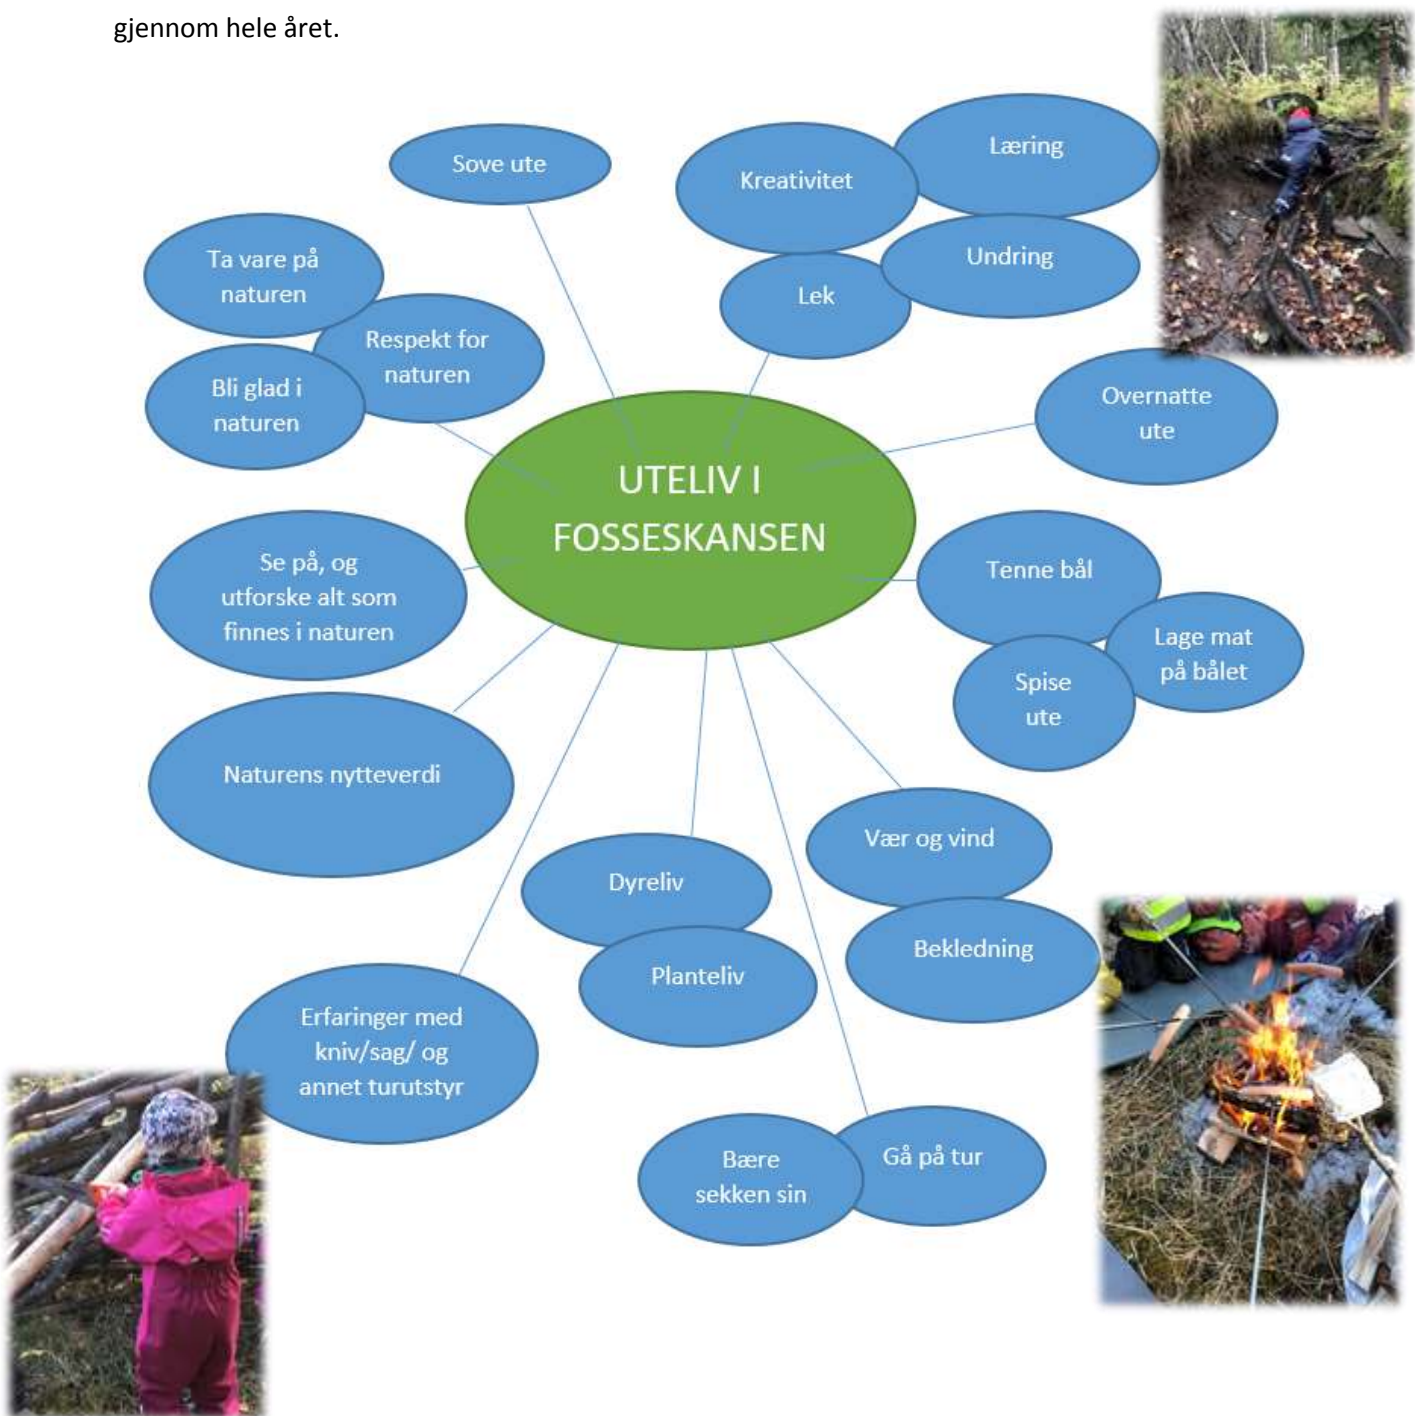 gjennom hele året.
Sove ute
Kreativitet
Læring
Undring
Lek
Ta vare på
naturen
Respekt for
naturen
Bli glad i
naturen
Overnatte
ute
UTELIV I
FOSSESKANSEN
Se på, og
utforske alt som
finnes i naturen
Tenne bål
Lage mat
på bålet
Spise
ute
Naturens nytteverdi
Vær og vind
Bekledning
Dyreliv
Planteliv
Erfaringer med
kniv/sag/ og
annet turutstyr
Bære
sekken sin
Gå på tur